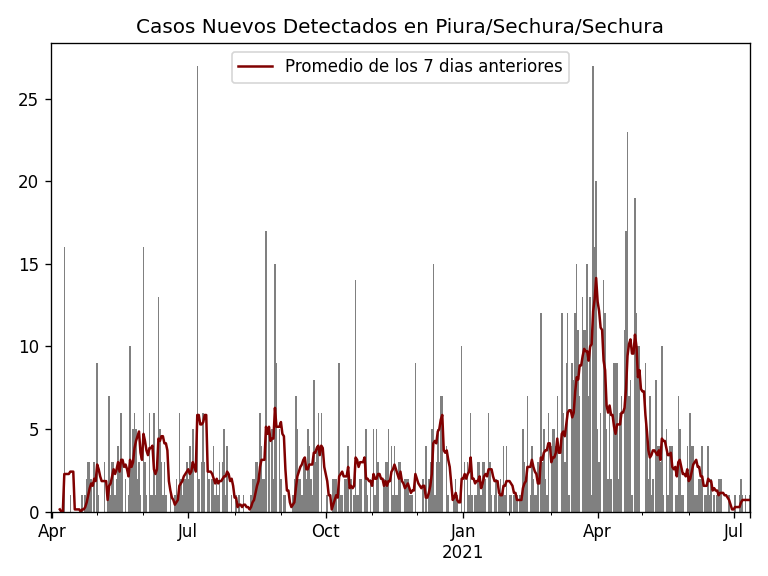 Casos Nuevos Detectados en Piura/Sechura/Sechura
Promedio de los 7 dias anteriores
25
20
15
10
5
0
Apr Jul Oct Jan Apr Jul
2021